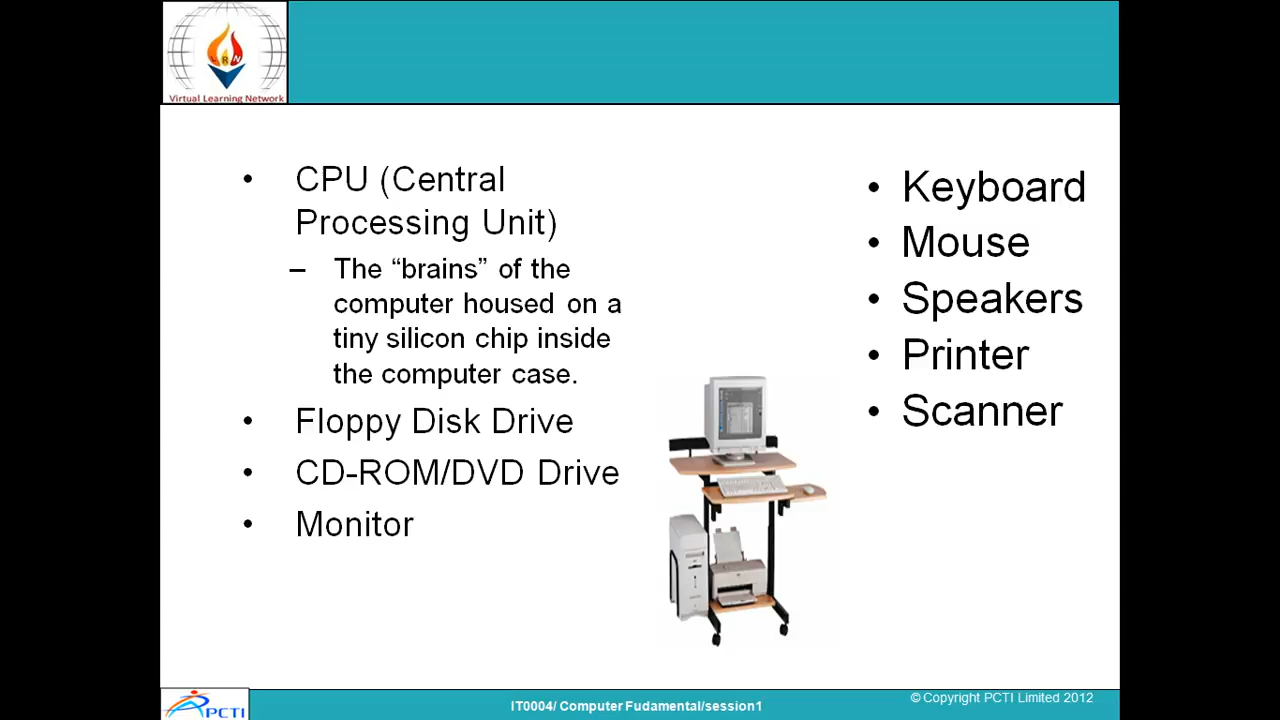 LRN
Virtual Learning Network
• CPU (Central
Processing Unit)
– The “brains” of the
computer housed on a
tiny silicon chip inside
the computer case.
• Floppy Disk Drive
• CD-ROM/DVD Drive
• Monitor
• Keyboard
• Mouse
• Speakers
• Printer
• Scanner
PCTI
IT0004/ Computer Fudamental/session1
© Copyright PCTI Limited 2012